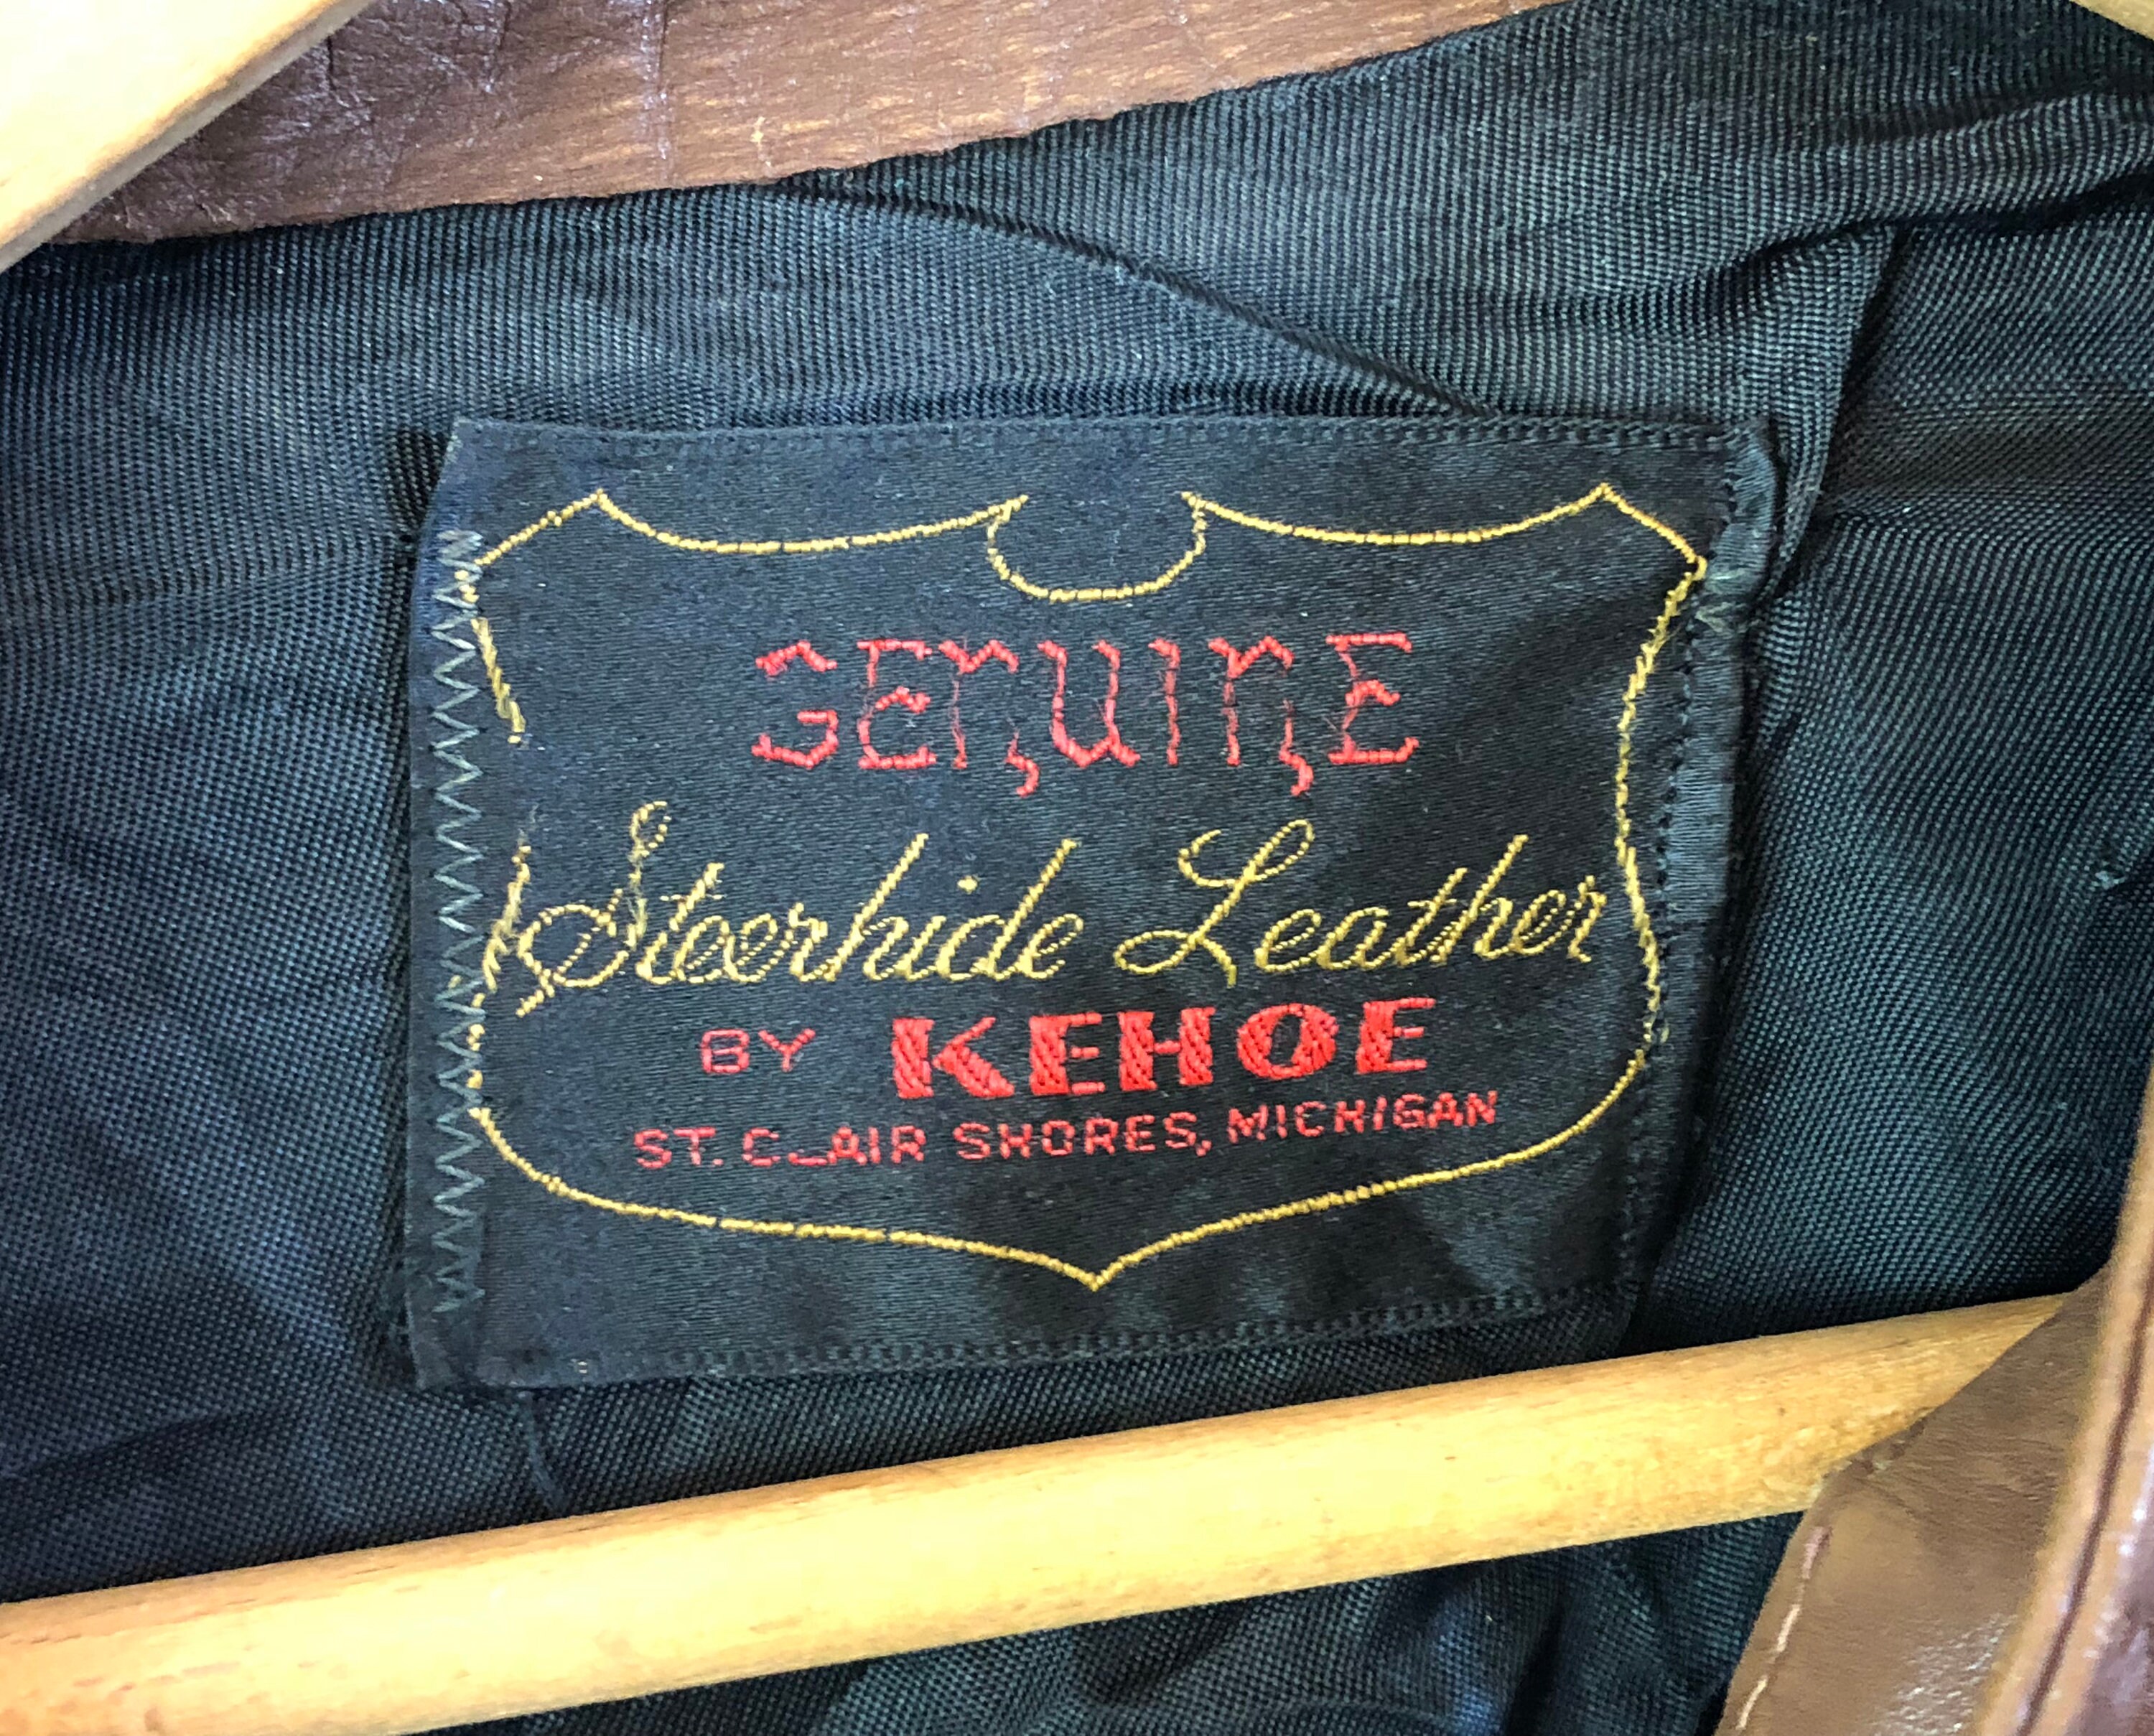 GEnuinE
Steerhide Leather
BY KEHOE
ST. CLAIR SHORES, MICHIGAN